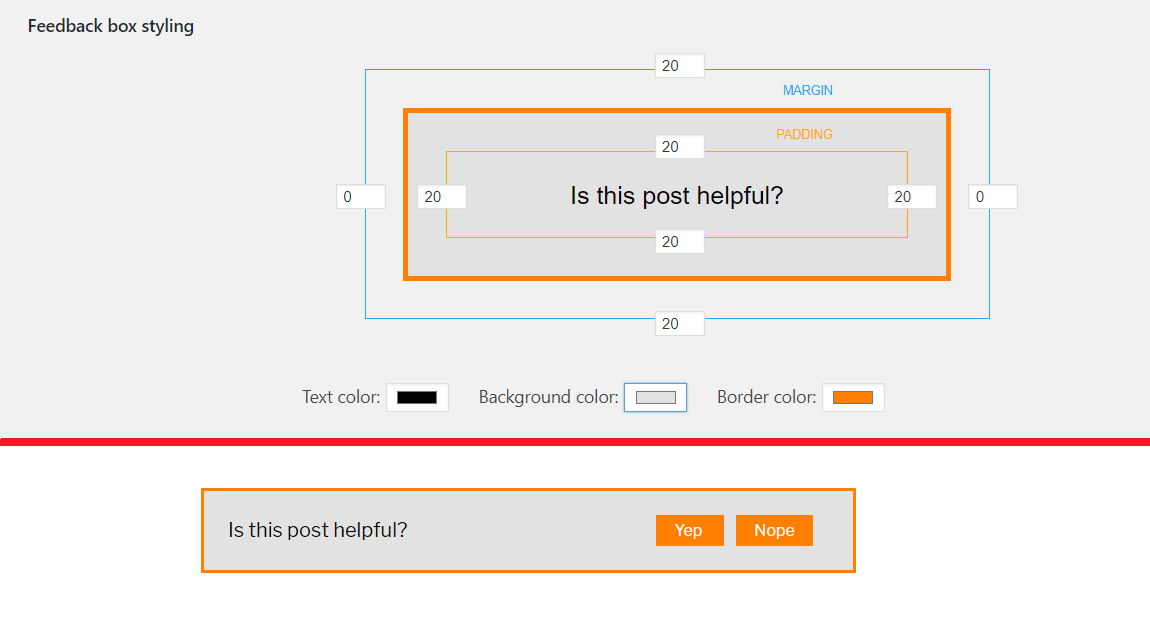 Feedback box styling
20
MARGIN
PADDING
20
0 20 Is this post helpful? 20 0
20
20
Text color: Background color: Border color:
Is this post helpful? Yep Nope